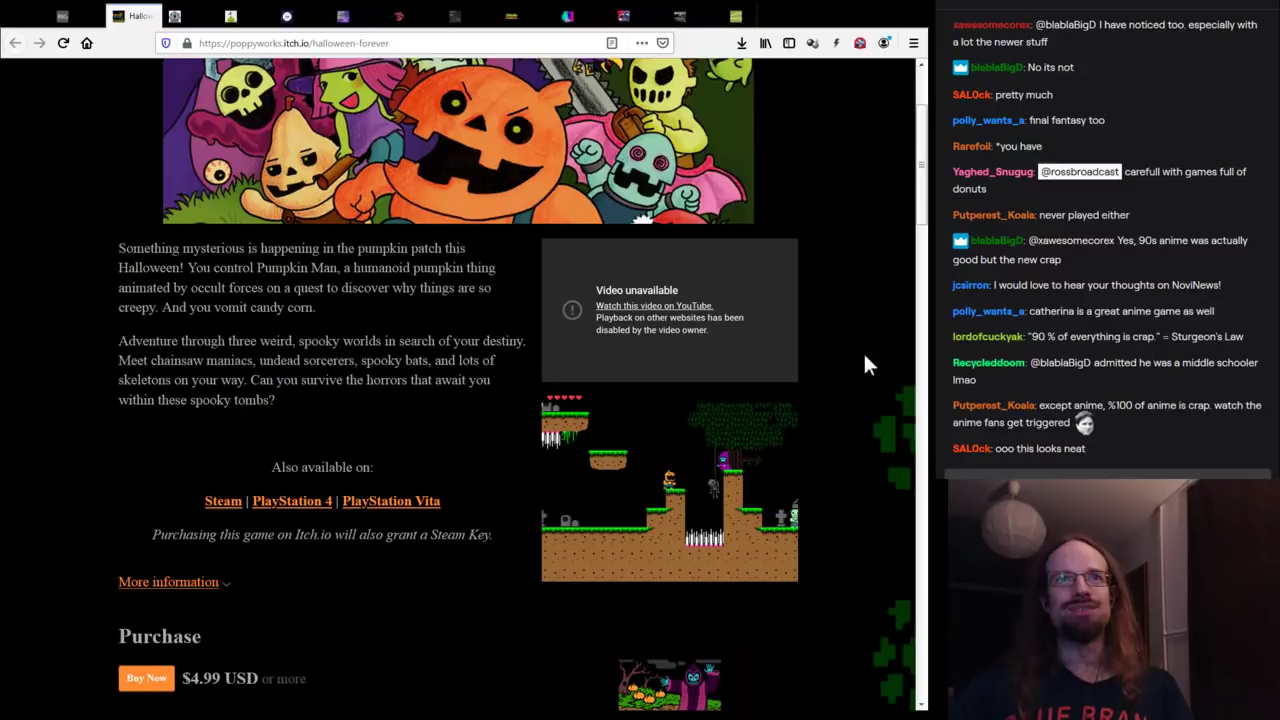 Hallow
https://poppyworks.itch.io/halloween-forever
Something mysterious is happening in the pumpkin patch this
Halloween! You control Pumpkin Man, a humanoid pumpkin thing
animated by occult forces on a quest to discover why things are so
creepy. And you vomit candy corn.
Adventure through three weird, spooky worlds in search of your destiny.
Meet chainsaw maniacs, undead sorcerers, spooky bats, and lots of
skeletons on your way. Can you survive the horrors that await you
within these spooky tombs?
Also available on:
Steam | PlayStation 4 | PlayStation Vita
Purchasing this game on Itch.io will also grant a Steam Key.
More information
Purchase
Buy Now $4.99 USD or more
Video unavailable
Watch this video on YouTube.
Playback on other websites has been
disabled by the video owner.
xawesomecorex: @blablaBigD I have noticed too. especially with
a lot the newer stuff
blablaBigD: No its not
SAL0ck: pretty much
polly_wants_a: final fantasy too
Rarefoil: *you have
Yaghed_Snugug: @rossbroadcast carefull with games full of
donuts
Putperest_Koala: never played either
blablaBigD: @xawesomecorex Yes, 90s anime was actually
good but the new crap
jcsirron: I would love to hear your thoughts on NoviNews!
polly_wants_a: catherina is a great anime game as well
lordofcuckyak: "90 % of everything is crap." = Sturgeon's Law
Recycleddoom: @blablaBigD admitted he was a middle schooler
lmao
Putperest_Koala: except anime, %100 of anime is crap. watch the
anime fans get triggered
SAL0ck: ooo this looks neat